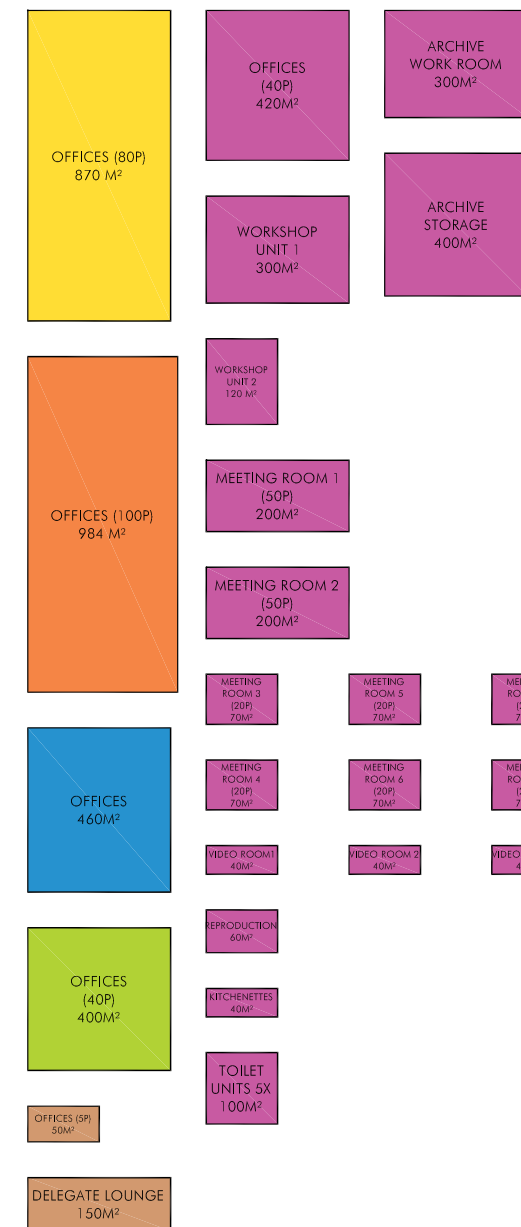 OFFICES (80P)
870 M²
OFFICES (100P)
984 M²
OFFICES
460M²
OFFICES
(40P)
400M²
OFFICES (5P)
50M²
DELEGATE LOUNGE
150M²
OFFICES
(40P)
420M²
WORKSHOP
UNIT 1
300M²
WORKSHOP
UNIT 2
120 M²
MEETING ROOM 1
(50P)
200M²
MEETING ROOM 2
(50P)
200M²
MEETING
ROOM 3
(20P)
70M²
MEETING
ROOM 4
(20P)
70M²
VIDEO ROOM1
40M²
REPRODUCTION
60M²
KITCHENETTES
40M²
TOILET
UNITS 5X
100M²
ARCHIVE
WORK ROOM
300M²
ARCHIVE
STORAGE
400M²
MEETING
ROOM 5
(20P)
70M²
MEETING
ROOM 6
(20P)
70M²
VIDEO ROOM 2
40M²
VIDEO